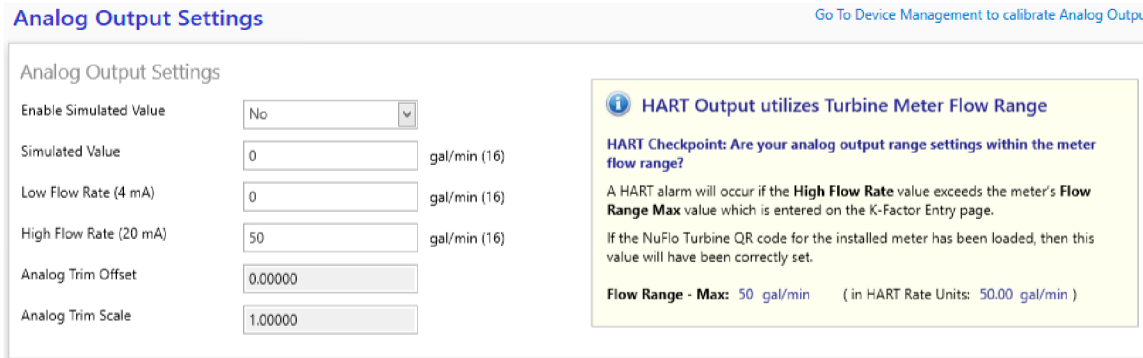 Analog Output Settings
Go To Device Management to calibrate Analog
Analog Output Settings
Enable Simulated Value
No
Simulated Value
0
gal/min (16)
Low Flow Rate (4 mA)
0
gal/min (16)
High Flow Rate (20 mA)
50
gal/min (16)
Analog Trim Offset
0.00000
Analog Trim Scale
1.00000
HART Output utilizes Turbine Meter Flow Range
HART Checkpoint: Are your analog output range settings within the meter
flow range?
A HART alarm will occur if the High Flow Rate value exceeds the meter's Flow
Range Max value which is entered on the K-Factor Entry page.
If the NuFlo Turbine QR code for the installed meter has been loaded, then this
value will have been correctly set.
Flow Range - Max: 50 gal/min ( in HART Rate Units: 50.00 gal/min )